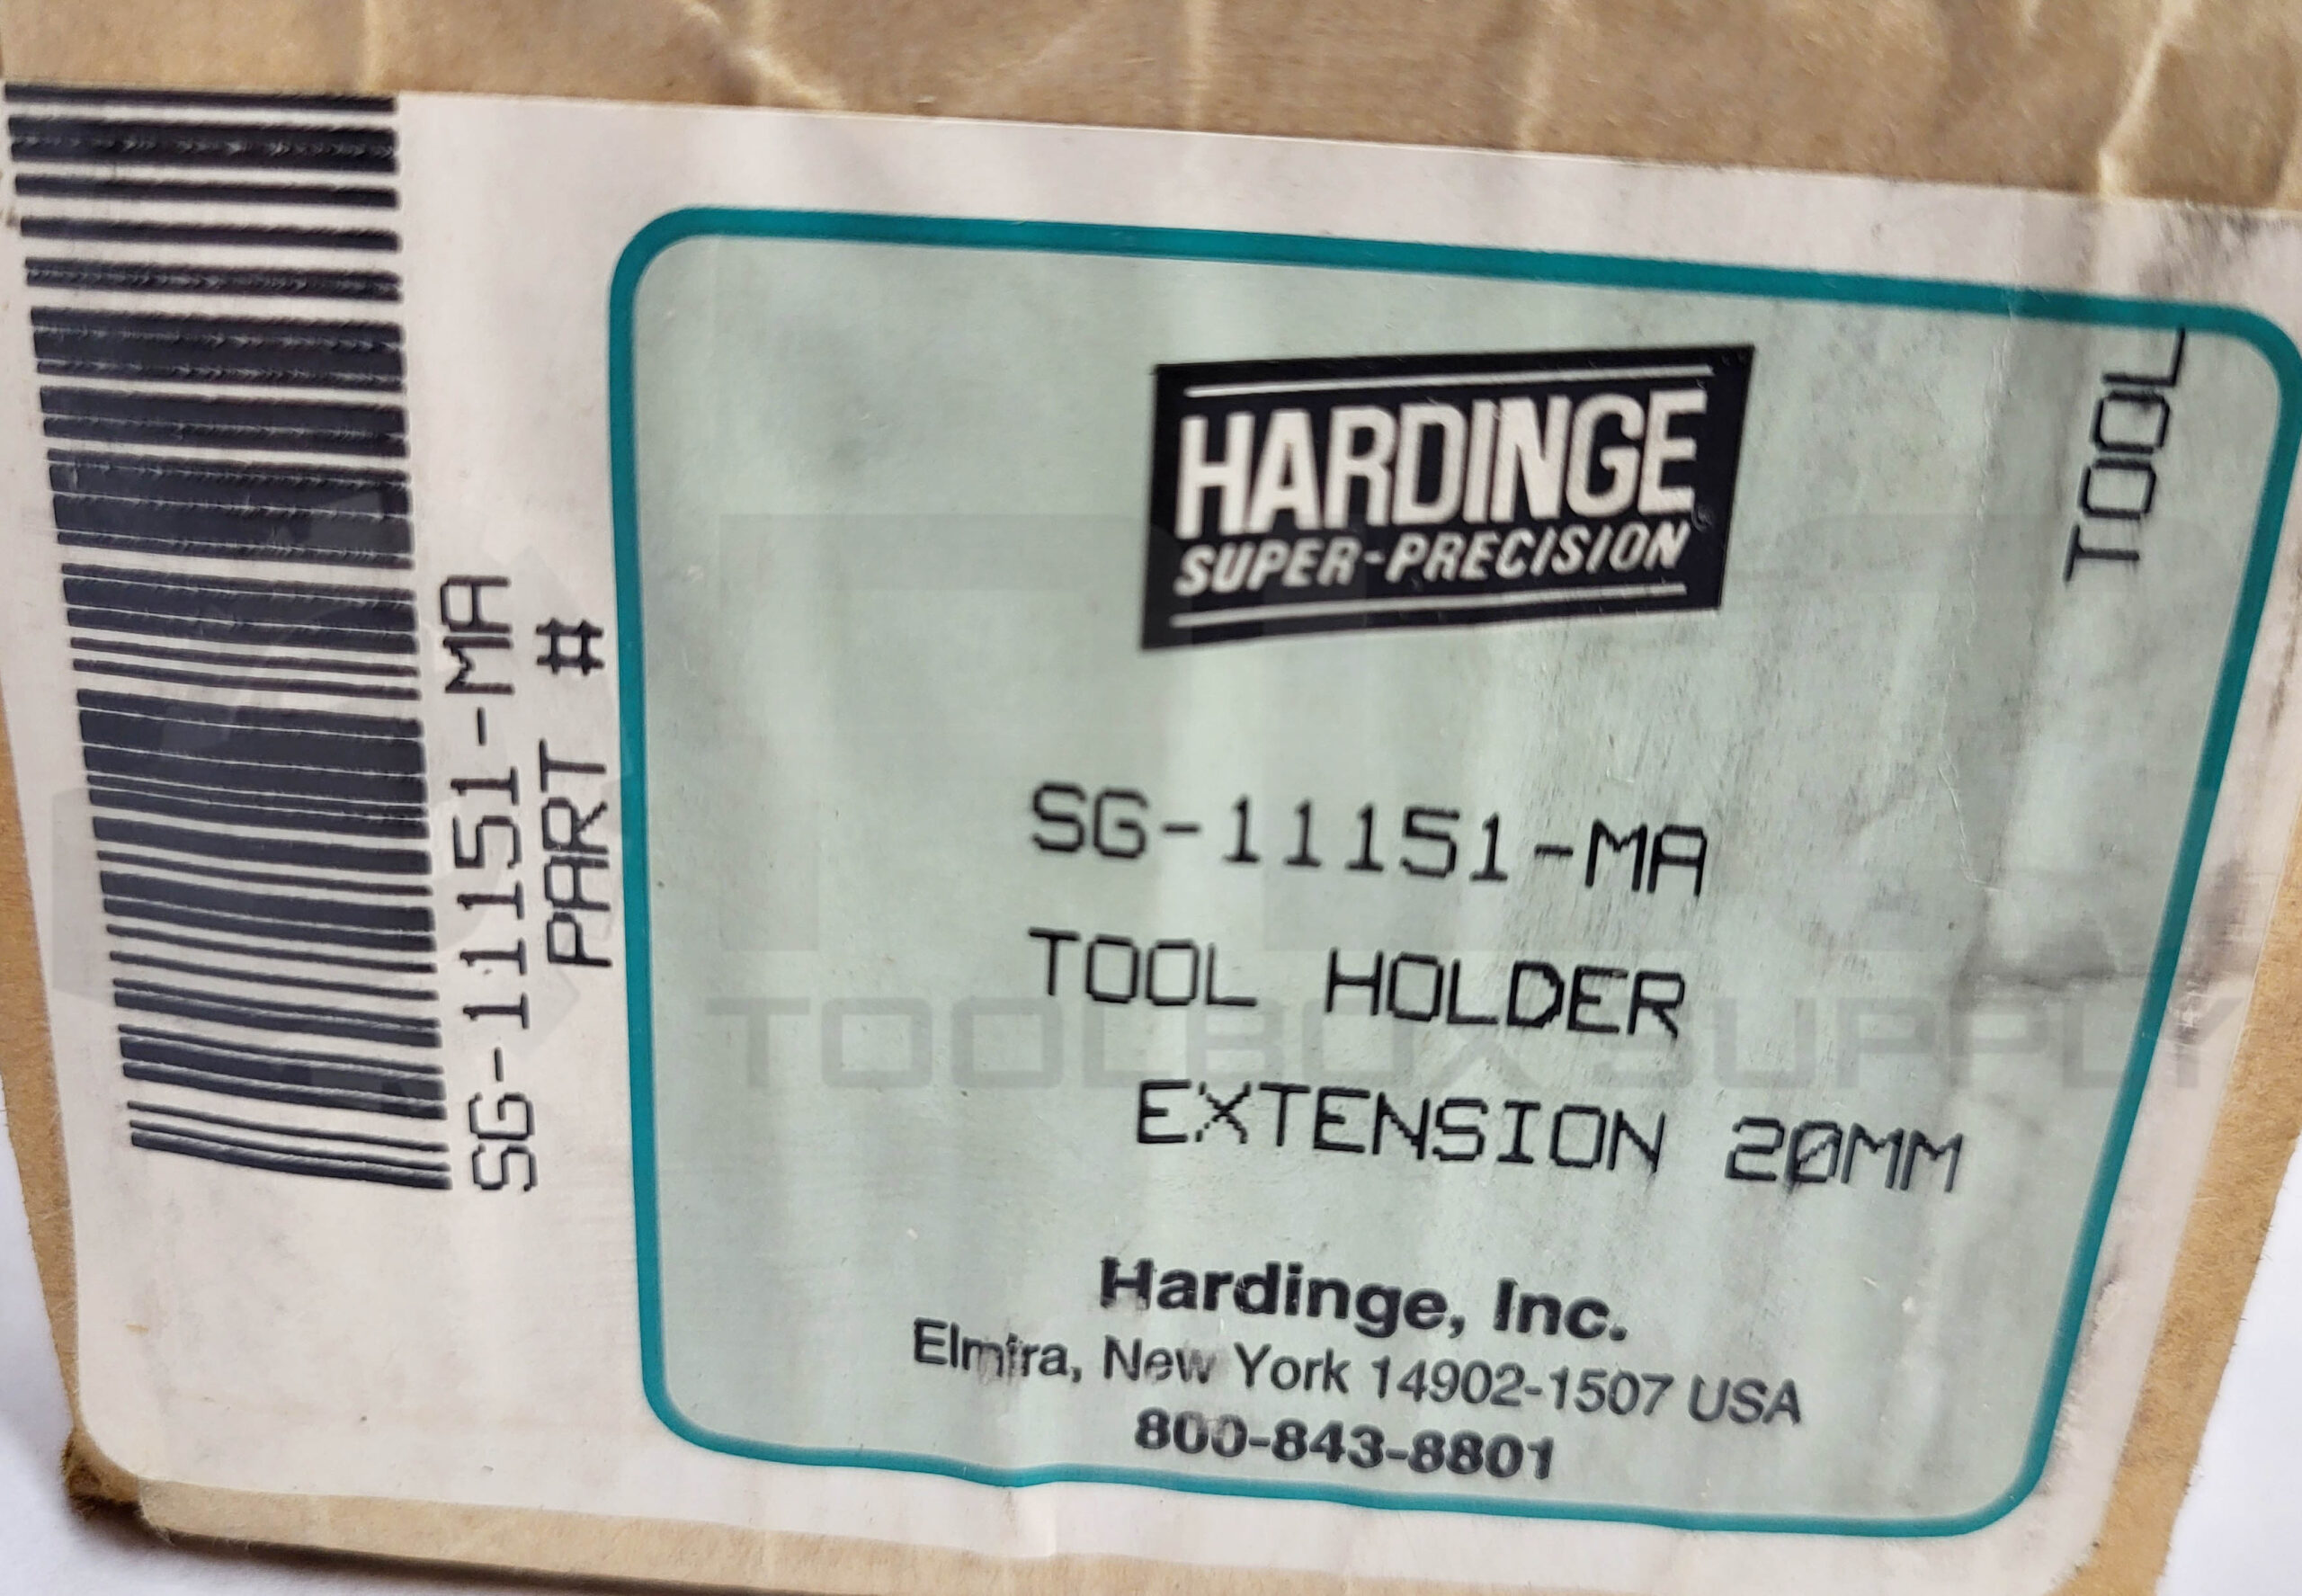 SG-11151-MA
PART #
HARDINGE
SUPER-PRECISION
TOOL
SG-11151-MA
TOOL HOLDER
EXTENSION 20MM
Hardinge, Inc.
Elmira, New York 14902-1507 USA
800-843-8801
TOOLBOX SUPPLY